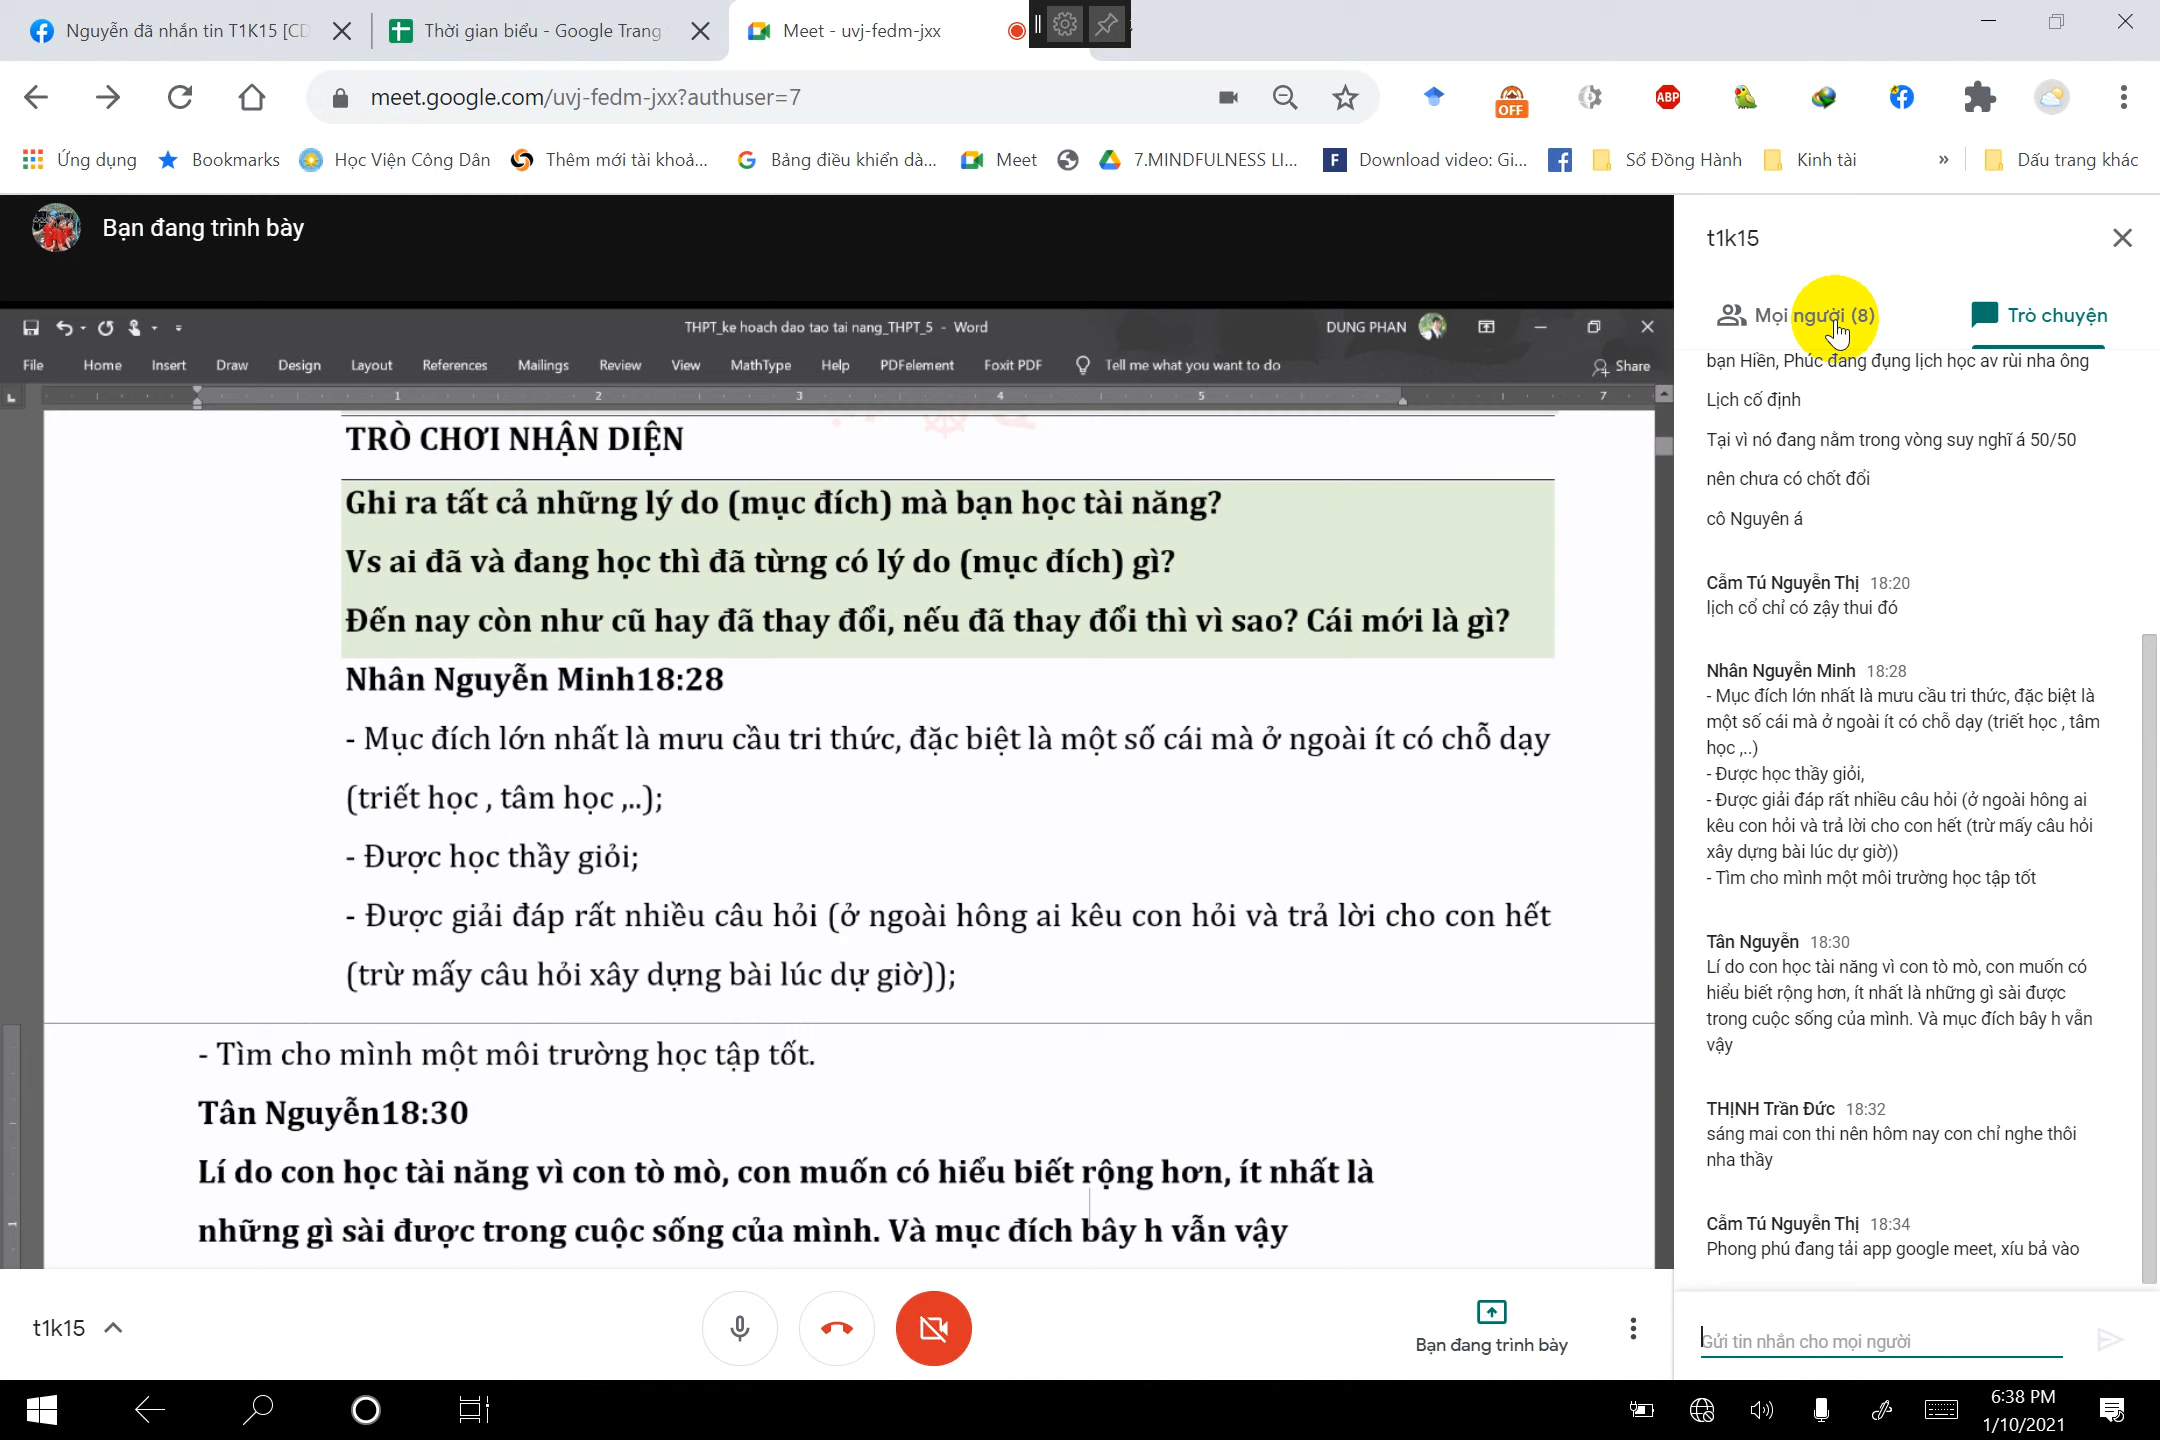 Nguyễn đã nhắn tin T1K15 [CD
Thời gian biểu - Google Trang
Meet - uvj-fedm-jxx
meet.google.com/uvj-fedm-jxx?authuser=7
OFF
ABP
Ứng dụng
Bookmarks
Học Viện Công Dân
Thêm mới tài khoả...
Bảng điều khiển dà...
Meet
7.MINDFULNESS LI...
Download video: Gi...
Sổ Đồng Hành
Kinh tài
»
Dấu trang khác
Bạn đang trình bày
THPT_ke hoach dao tao tai nang_THPT_5 - Word
DUNG PHAN
File Home Insert Draw Design Layout References Mailings Review View MathType Help PDFelement Foxit PDF Tell me what you want to do Share
1 2 3 4 5 7
TRÒ CHƠI NHẬN DIỆN
Ghi ra tất cả những lý do (mục đích) mà bạn học tài năng?
Vs ai đã và đang học thì đã từng có lý do (mục đích) gì?
Đến nay còn như cũ hay đã thay đổi, nếu đã thay đổi thì vì sao? Cái mới là gì?
Nhân Nguyễn Minh18:28
- Mục đích lớn nhất là mưu cầu tri thức, đặc biệt là một số cái mà ở ngoài ít có chỗ dạy
(triết học , tâm học ,..);
- Được học thầy giỏi;
- Được giải đáp rất nhiều câu hỏi (ở ngoài hông ai kêu con hỏi và trả lời cho con hết
(trừ mấy câu hỏi xây dựng bài lúc dự giờ));
- Tìm cho mình một môi trường học tập tốt.
Tân Nguyễn18:30
Lí do con học tài năng vì con tò mò, con muốn có hiểu biết rộng hơn, ít nhất là
những gì sài được trong cuộc sống của mình. Và mục đích bây h vẫn vậy
t1k15
Mọi người (8)
Trò chuyện
bạn Hiền, Phúc đang đụng lịch học av rùi nha ông
Lịch cố định
Tại vì nó đang nằm trong vòng suy nghĩ á 50/50
nên chưa có chốt đổi
cô Nguyên á
Cẩm Tú Nguyễn Thị 18:20
lịch cổ chỉ có zậy thui đó
Nhân Nguyễn Minh 18:28
- Mục đích lớn nhất là mưu cầu tri thức, đặc biệt là
một số cái mà ở ngoài ít có chỗ dạy (triết học , tâm
học ,..)
- Được học thầy giỏi,
- Được giải đáp rất nhiều câu hỏi (ở ngoài hông ai
kêu con hỏi và trả lời cho con hết (trừ mấy câu hỏi
xây dựng bài lúc dự giờ))
- Tìm cho mình một môi trường học tập tốt
Tân Nguyễn 18:30
Lí do con học tài năng vì con tò mò, con muốn có
hiểu biết rộng hơn, ít nhất là những gì sài được
trong cuộc sống của mình. Và mục đích bây h vẫn
vậy
THỊNH Trần Đức 18:32
sáng mai con thi nên hôm nay con chỉ nghe thôi
nha thầy
Cẩm Tú Nguyễn Thị 18:34
Phong phú đang tải app google meet, xíu bả vào
Gửi tin nhắn cho mọi người
t1k15
Bạn đang trình bày
6:38 PM
1/10/2021